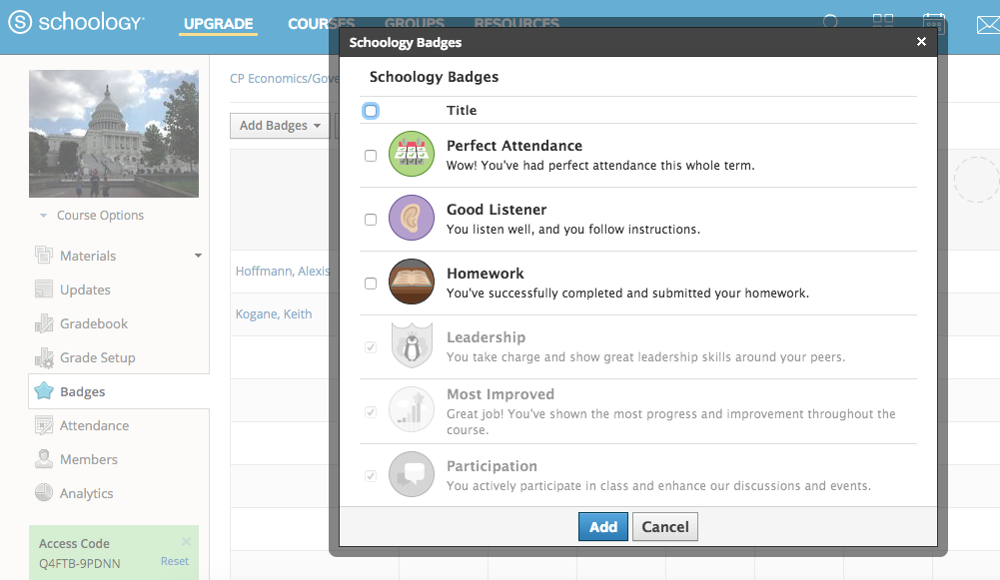 schoology
UPGRADE
COURSES
GROUPS
RESOURCES
CP Economics/Gove
Add Badges
Course Options
Materials
Updates
Gradebook
Grade Setup
Badges
Attendance
Members
Analytics
Access Code
Q4FTB-9PDNN
Reset
Hoffmann, Alexis
Kogane, Keith
Schoology Badges
Schoology Badges
Title
Perfect Attendance
Wow! You've had perfect attendance this whole term.
Good Listener
You listen well, and you follow instructions.
Homework
You've successfully completed and submitted your homework.
Leadership
You take charge and show great leadership skills around your peers.
Most Improved
Great job! You've shown the most progress and improvement throughout the
course.
Participation
You actively participate in class and enhance our discussions and events.
Add
Cancel